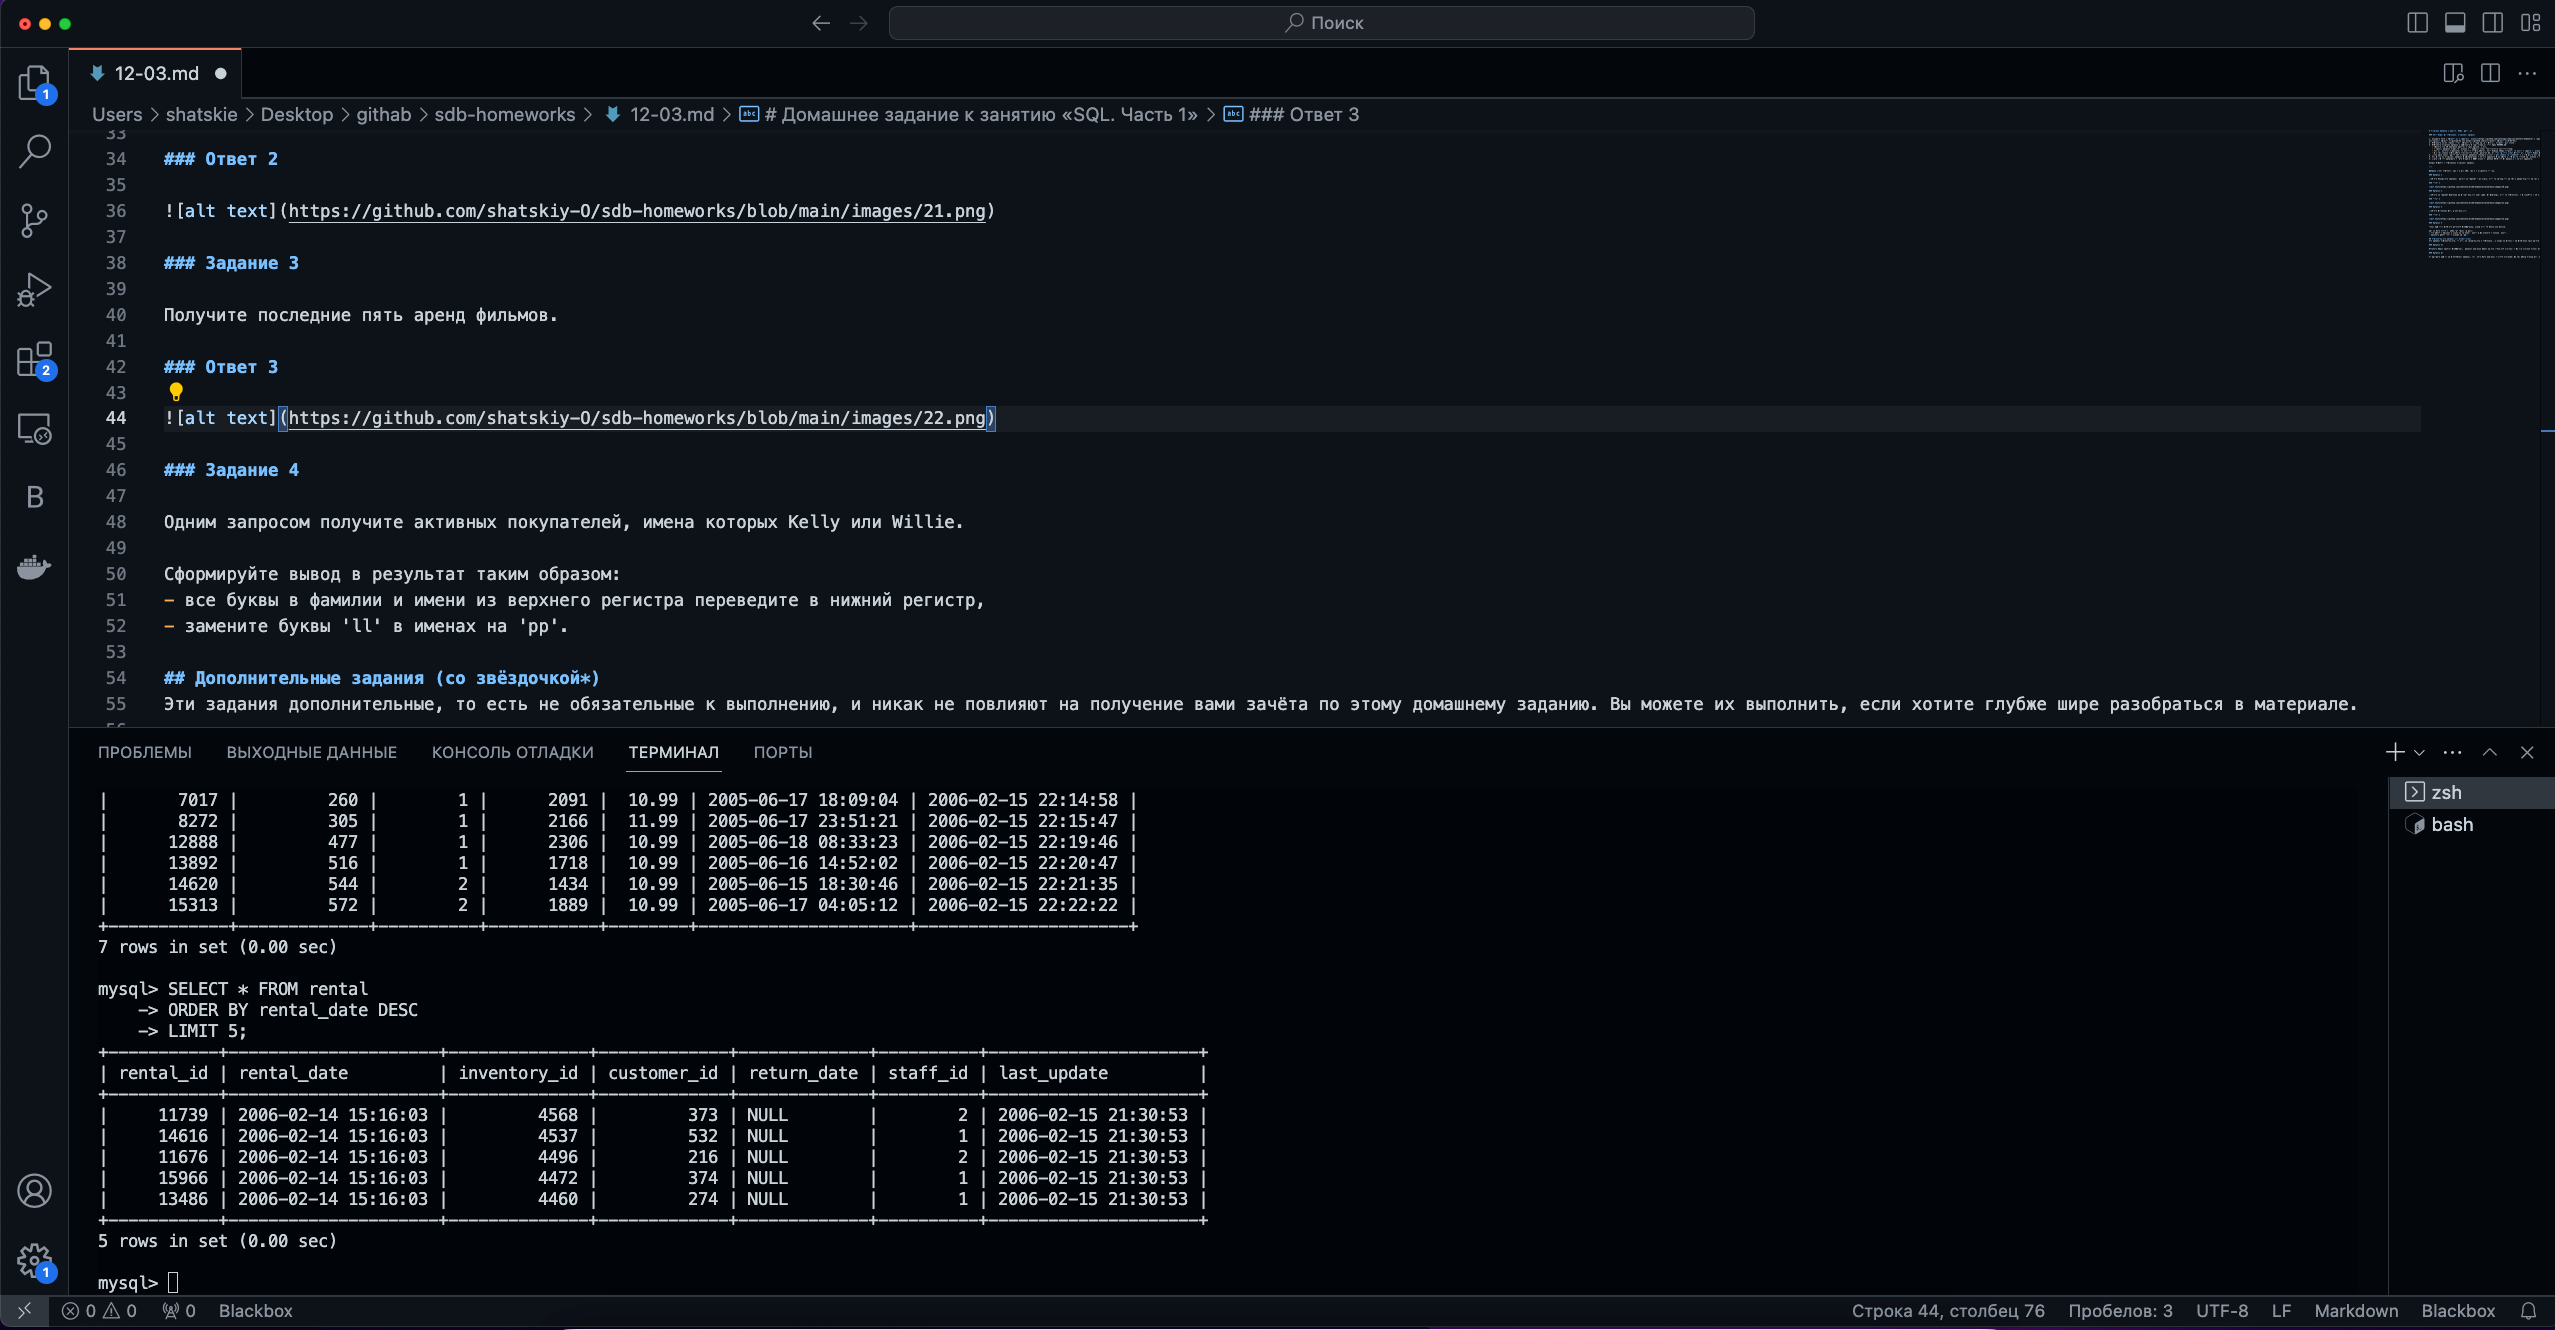 Поиск
12-03.md
Users > shatskie > Desktop > githab > sdb-homeworks > 12-03.md > # Домашнее задание к занятию «SQL. Часть 1» > ### Ответ 3
33
34 ### Ответ 2
35
36 ![alt text](https://github.com/shatskiy-O/sdb-homeworks/blob/main/images/21.png)
37
38 ### Задание 3
39
40 Получите последние пять аренд фильмов.
41
42 ### Ответ 3
43
44 ![alt text](https://github.com/shatskiy-O/sdb-homeworks/blob/main/images/22.png)
45
46 ### Задание 4
47
48 Одним запросом получите активных покупателей, имена которых Kelly или Willie.
49
50 Сформируйте вывод в результат таким образом:
51 - все буквы в фамилии и имени из верхнего регистра переведите в нижний регистр,
52 - замените буквы 'll' в именах на 'pp'.
53
54 ## Дополнительные задания (со звёздочкой*)
55 Эти задания дополнительные, то есть не обязательные к выполнению, и никак не повлияют на получение вами зачёта по этому домашнему заданию. Вы можете их выполнить, если хотите глубже шире разобраться в материале.
1
2
B
1
ПРОБЛЕМЫ ВЫХОДНЫЕ ДАННЫЕ КОНСОЛЬ ОТЛАДКИ ТЕРМИНАЛ ПОРТЫ
zsh
bash
| 7017 | 260 | 1 | 2091 | 10.99 | 2005-06-17 18:09:04 | 2006-02-15 22:14:58 |
| 8272 | 305 | 1 | 2166 | 11.99 | 2005-06-17 23:51:21 | 2006-02-15 22:15:47 |
| 12888 | 477 | 1 | 2306 | 10.99 | 2005-06-18 08:33:23 | 2006-02-15 22:19:46 |
| 13892 | 516 | 1 | 1718 | 10.99 | 2005-06-16 14:52:02 | 2006-02-15 22:20:47 |
| 14620 | 544 | 2 | 1434 | 10.99 | 2005-06-15 18:30:46 | 2006-02-15 22:21:35 |
| 15313 | 572 | 2 | 1889 | 10.99 | 2005-06-17 04:05:12 | 2006-02-15 22:22:22 |
7 rows in set (0.00 sec)
mysql> SELECT * FROM rental
-> ORDER BY rental_date DESC
-> LIMIT 5;
| rental_id | rental_date | inventory_id | customer_id | return_date | staff_id | last_update |
| 11739 | 2006-02-14 15:16:03 | 4568 | 373 | NULL | 2 | 2006-02-15 21:30:53 |
| 14616 | 2006-02-14 15:16:03 | 4537 | 532 | NULL | 1 | 2006-02-15 21:30:53 |
| 11676 | 2006-02-14 15:16:03 | 4496 | 216 | NULL | 2 | 2006-02-15 21:30:53 |
| 15966 | 2006-02-14 15:16:03 | 4472 | 374 | NULL | 1 | 2006-02-15 21:30:53 |
| 13486 | 2006-02-14 15:16:03 | 4460 | 274 | NULL | 1 | 2006-02-15 21:30:53 |
5 rows in set (0.00 sec)
mysql>
0 0 0 Blackbox Строка 44, столбец 76 Пробелов: 3 UTF-8 LF Markdown Blackbox